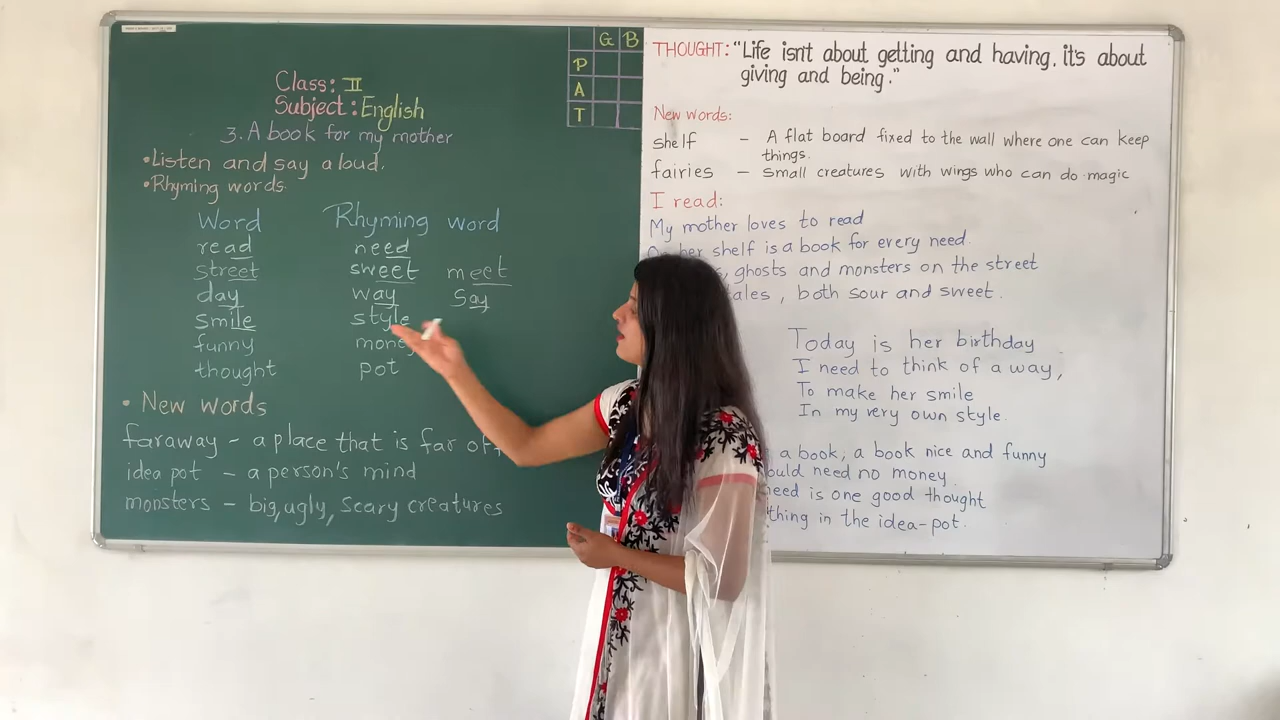 G B
P
A
T
Class: II
Subject: English
3. A book for my mother
• Listen and say aloud.
• Rhyming words.
Word Rhyming word
read need
street sweet meet
day way say
smile style
funny
thought pot
• New words
faraway - a place that is far
idea pot - a person's mind
monsters - big, ugly, scary creatures
THOUGHT: "Life isn't about getting and having, it's about
giving and being."
New words:
shelf - A flat board fixed to the wall where one can keep
things.
fairies - small creatures with wings who can do magic
I read:
My mother loves to read
her shelf is a book for every need.
ghosts and monsters on the street
, both sour and sweet.
Today is her birthday
I need to think of a way,
To make her smile
In my very own style.
a book, a book nice and funny
need no money.
is one good thought
in the idea-pot.